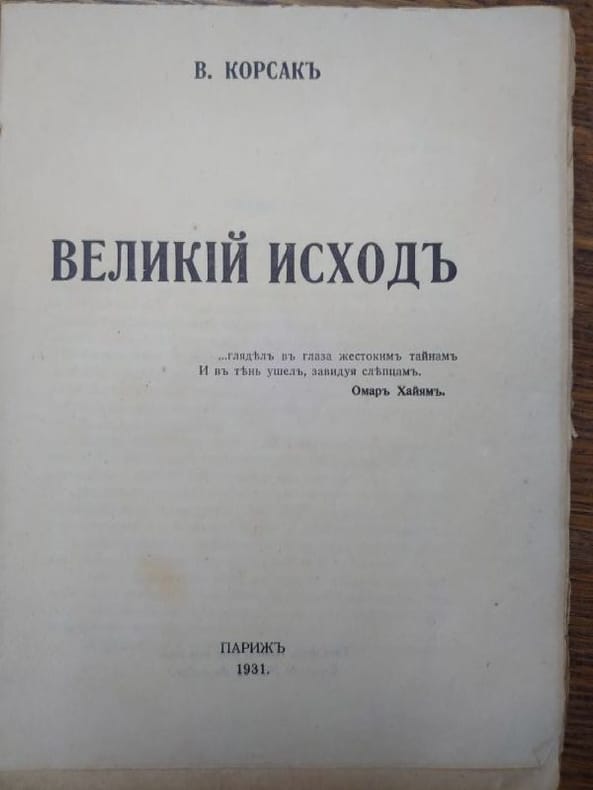 В. КОРСАКЪ
ВЕЛИКІЙ ИСХОДЪ
...глядѣлъ въ глаза жестокимъ тайнамъ
И въ тѣнь ушелъ, завидуя слѣпцамъ.
Омаръ Хайямъ.
ПАРИЖЪ
1931.